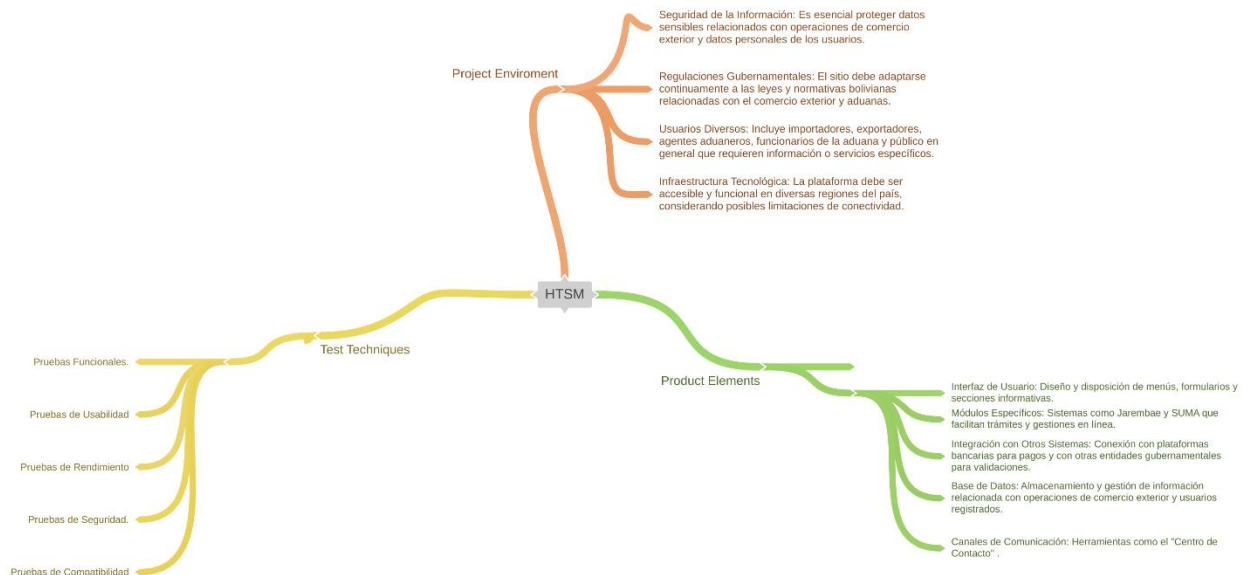 Seguridad de la Información: Es esencial proteger datos
sensibles relacionados con operaciones de comercio
exterior y datos personales de los usuarios.
Project Enviroment
Regulaciones Gubernamentales: El sitio debe adaptarse
continuamente a las leyes y normativas bolivianas
relacionadas con el comercio exterior y aduanas.
Usuarios Diversos: Incluye importadores, exportadores,
agentes aduaneros, funcionarios de la aduana y público en
general que requieren información o servicios específicos.
Infraestructura Tecnológica: La plataforma debe ser
accesible y funcional en diversas regiones del país,
considerando posibles limitaciones de conectividad.
HTSM
Test Techniques
Pruebas Funcionales.
Pruebas de Usabilidad
Pruebas de Rendimiento
Pruebas de Seguridad.
Pruebas de Compatibilidad
Product Elements
Interfaz de Usuario: Diseño y disposición de menús, formularios y
secciones informativas.
Módulos Específicos: Sistemas como Jarembae y SUMA que
facilitan trámites y gestiones en línea.
Integración con Otros Sistemas: Conexión con plataformas
bancarias para pagos y con otras entidades gubernamentales
para validaciones.
Base de Datos: Almacenamiento y gestión de información
relacionada con operaciones de comercio exterior y usuarios
registrados.
Canales de Comunicación: Herramientas como el "Centro de
Contacto" .